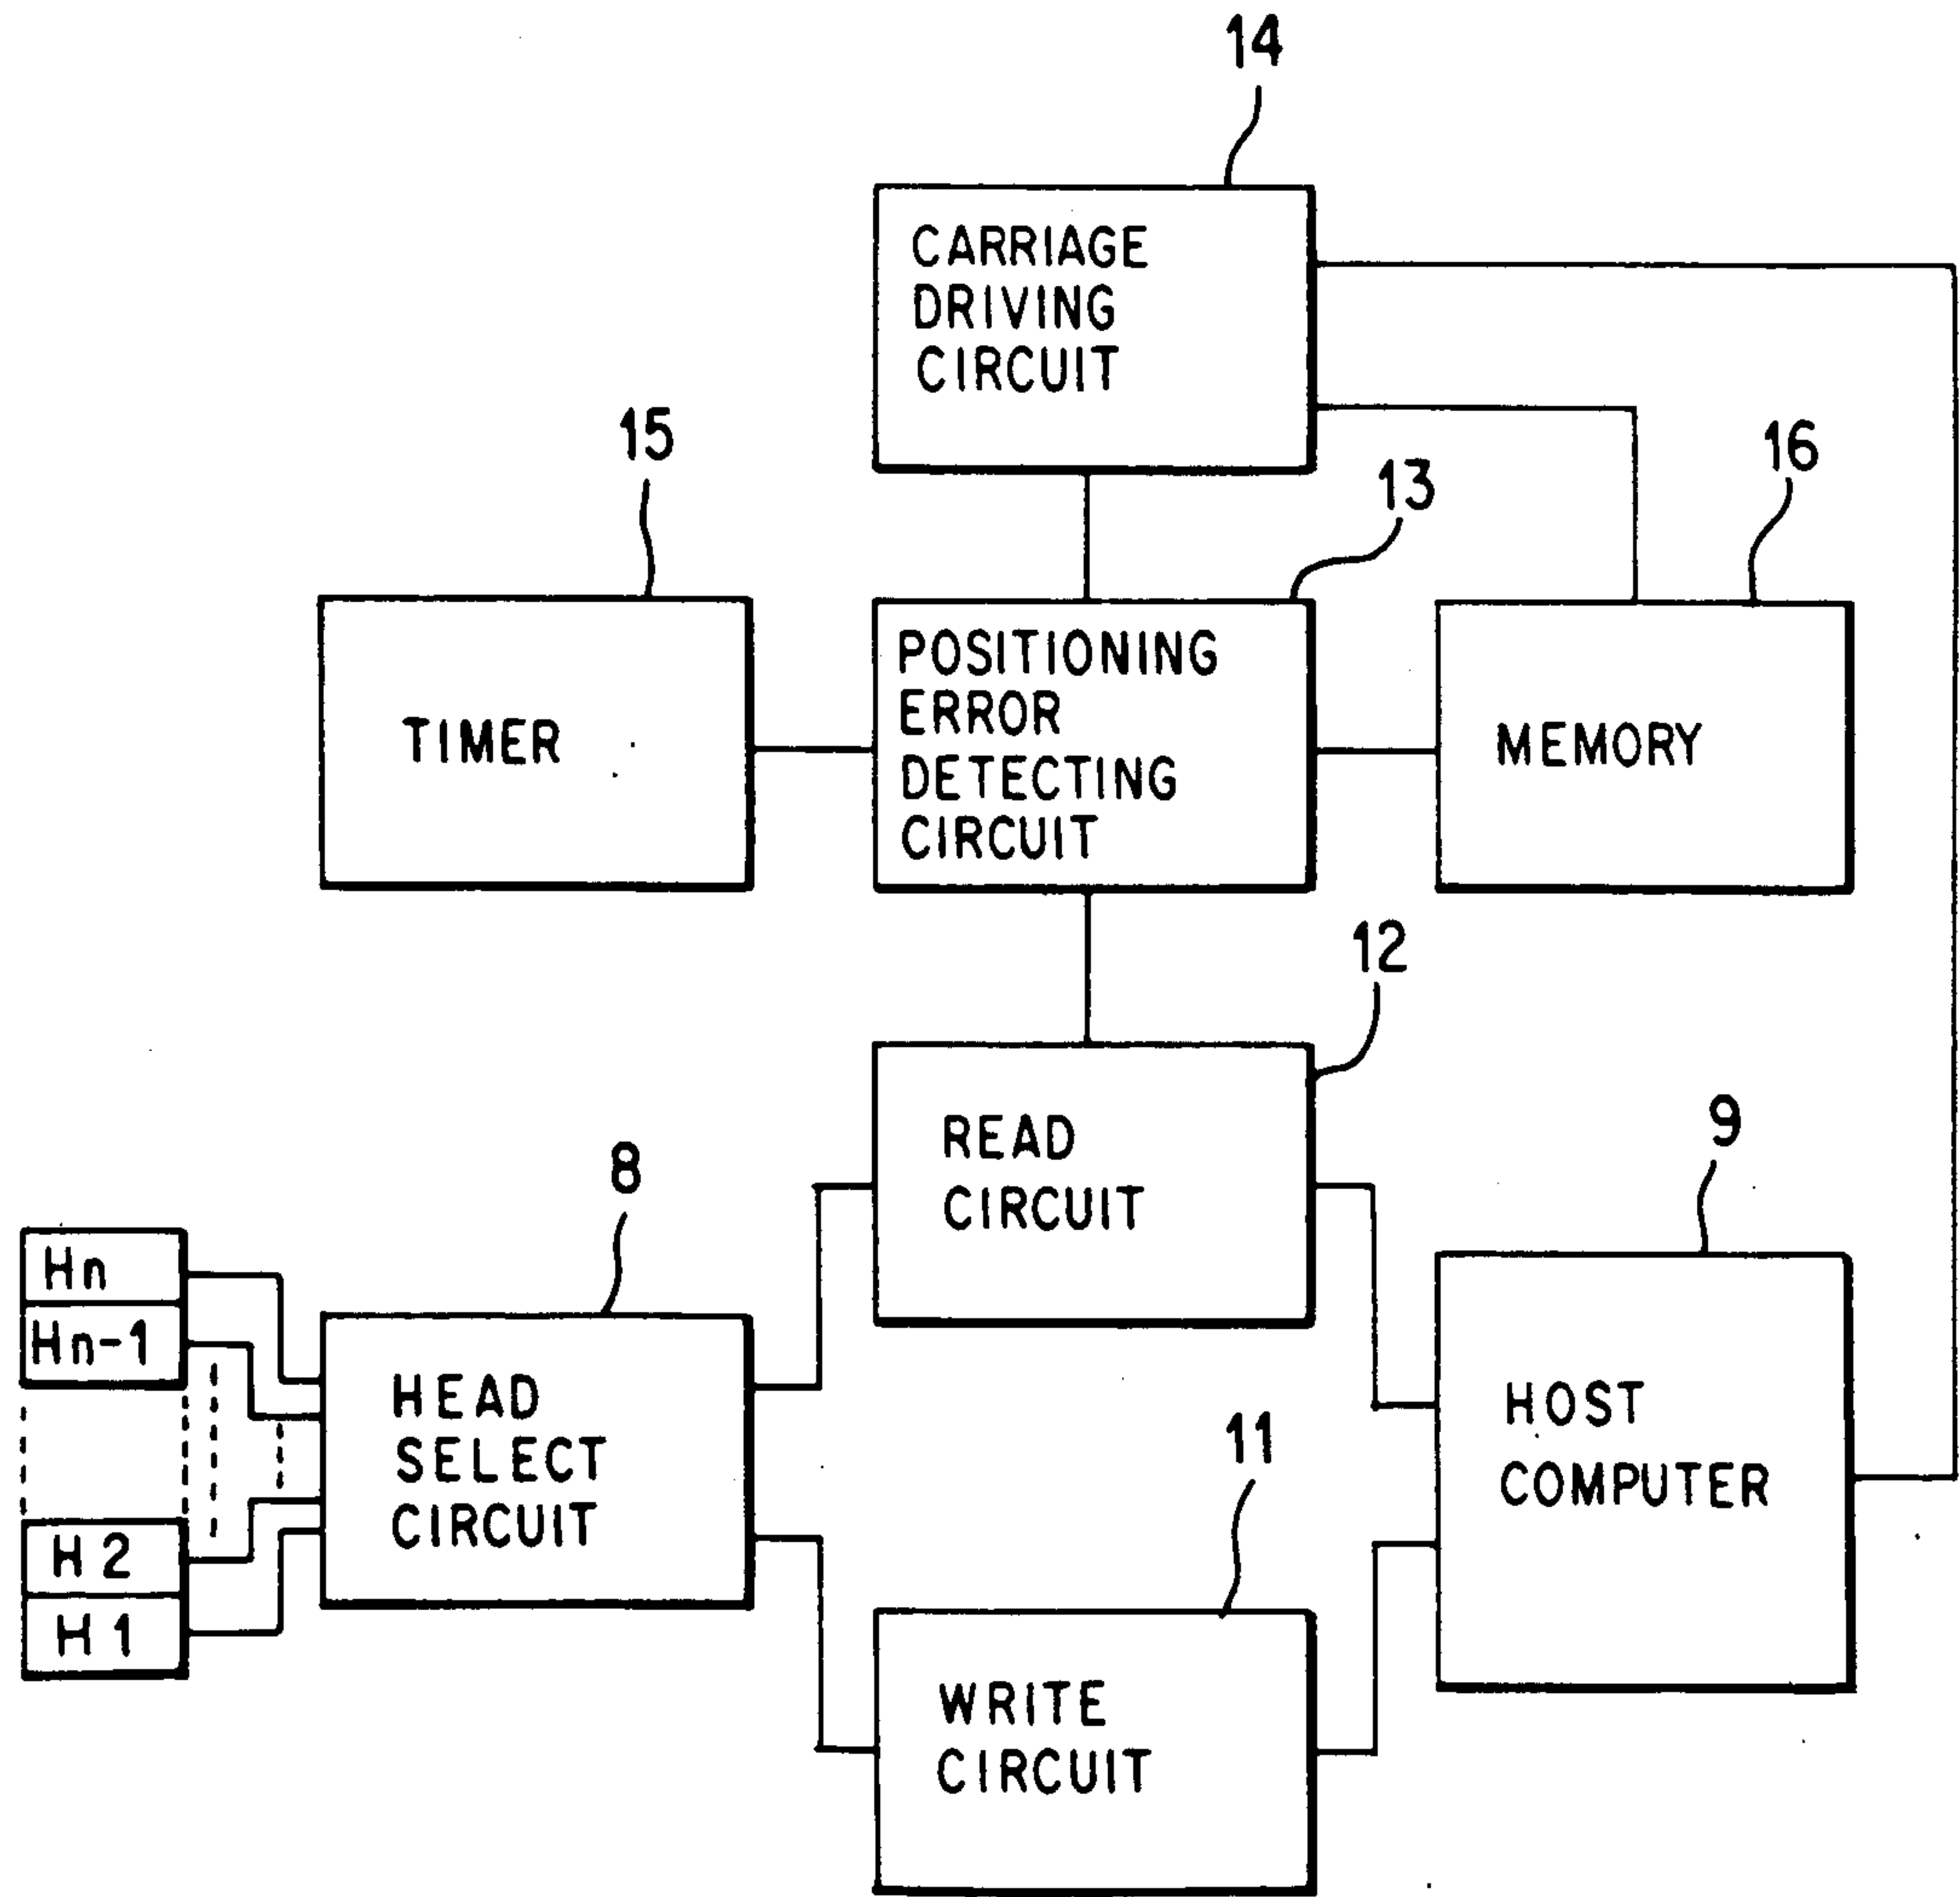 14
CARRIAGE
DRIVING
CIRCUIT
15
16
13
TIMER
POSITIONING
ERROR
DETECTING
CIRCUIT
MEMORY
12
READ
CIRCUIT
9
8
Hn
Hn-1
H2
H1
HEAD
SELECT
CIRCUIT
HOST
COMPUTER
11
WRITE
CIRCUIT